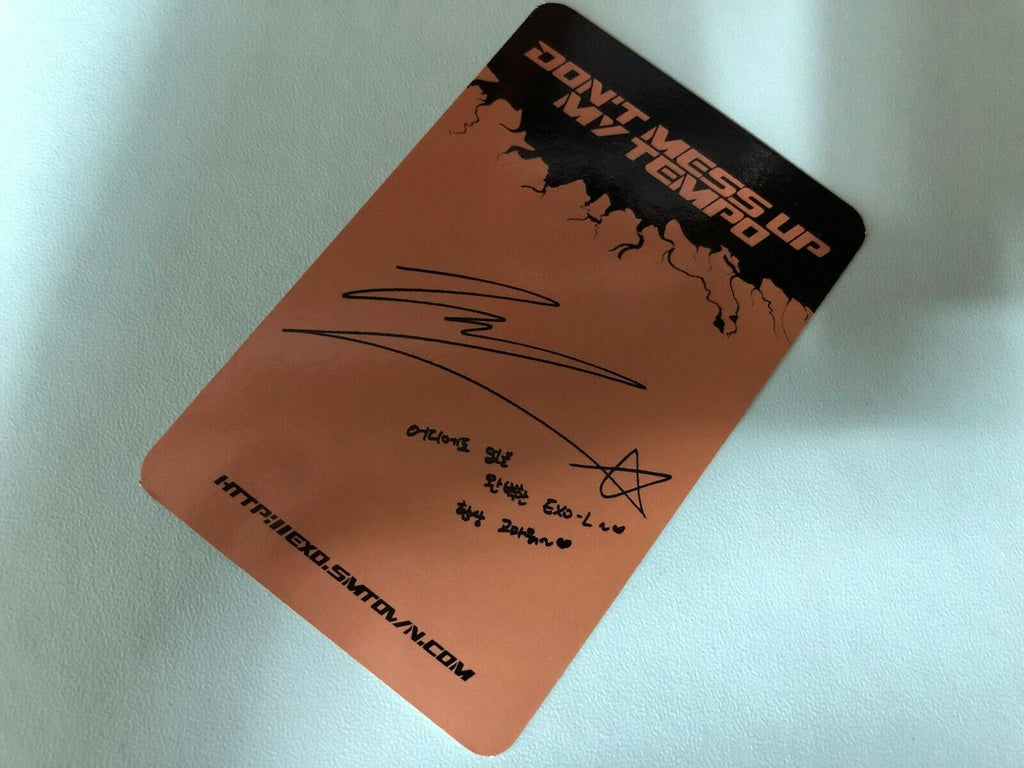 DON'T MESS UP
MY TEMPO
어디에도 없는
완벽한 EXO-L~♥
항상 고마워~♥
HTTP://EXO.SMTOWN.COM